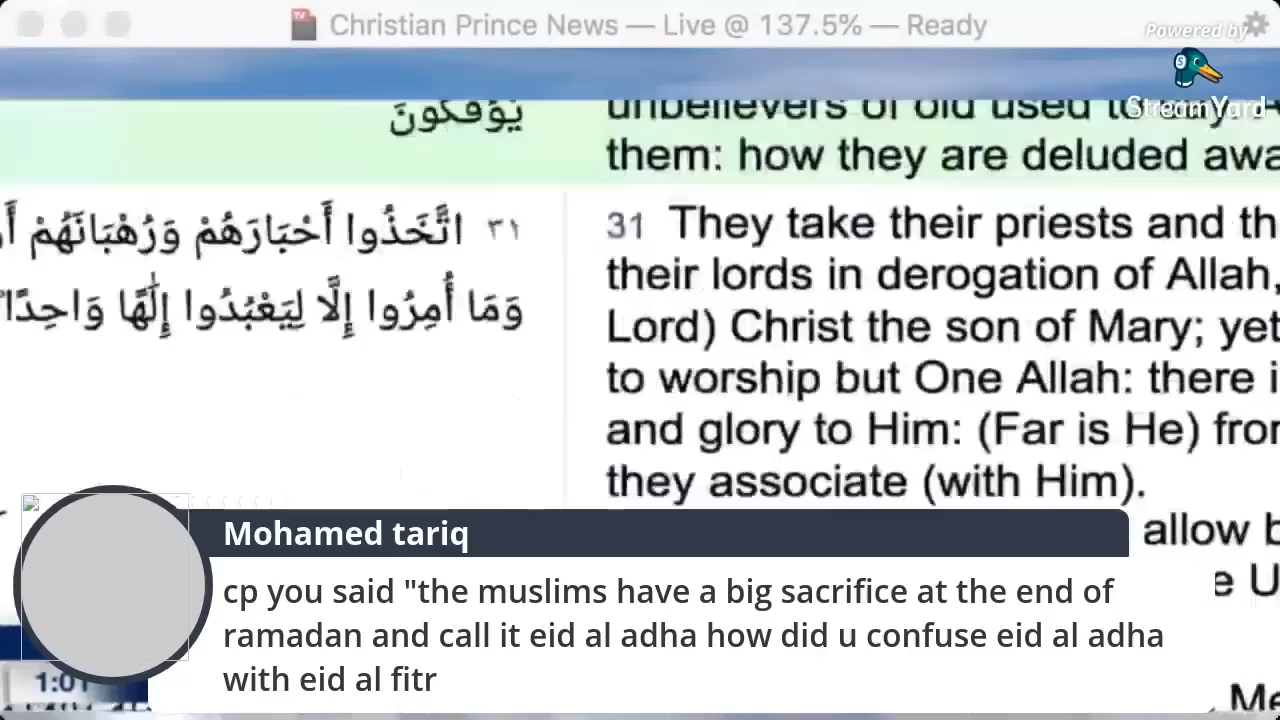 Christian Prince News — Live @ 137.5% — Ready
Powered by
StreamYard
يُؤْفَكُونَ
unbelievers of old used to
them: how they are deluded awa
٣١ اتَّخَذُوا أَحْبَارَهُمْ وَرُهْبَانَهُمْ
وَمَا أُمِرُوا إِلَّا لِيَعْبُدُوا إِلَٰهًا وَاحِدًا
31 They take their priests and th
their lords in derogation of Allah,
Lord) Christ the son of Mary; yet
to worship but One Allah: there i
and glory to Him: (Far is He) from
they associate (with Him).
allow b
e U
Me
Mohamed tariq
cp you said "the muslims have a big sacrifice at the end of
ramadan and call it eid al adha how did u confuse eid al adha
with eid al fitr
1:01